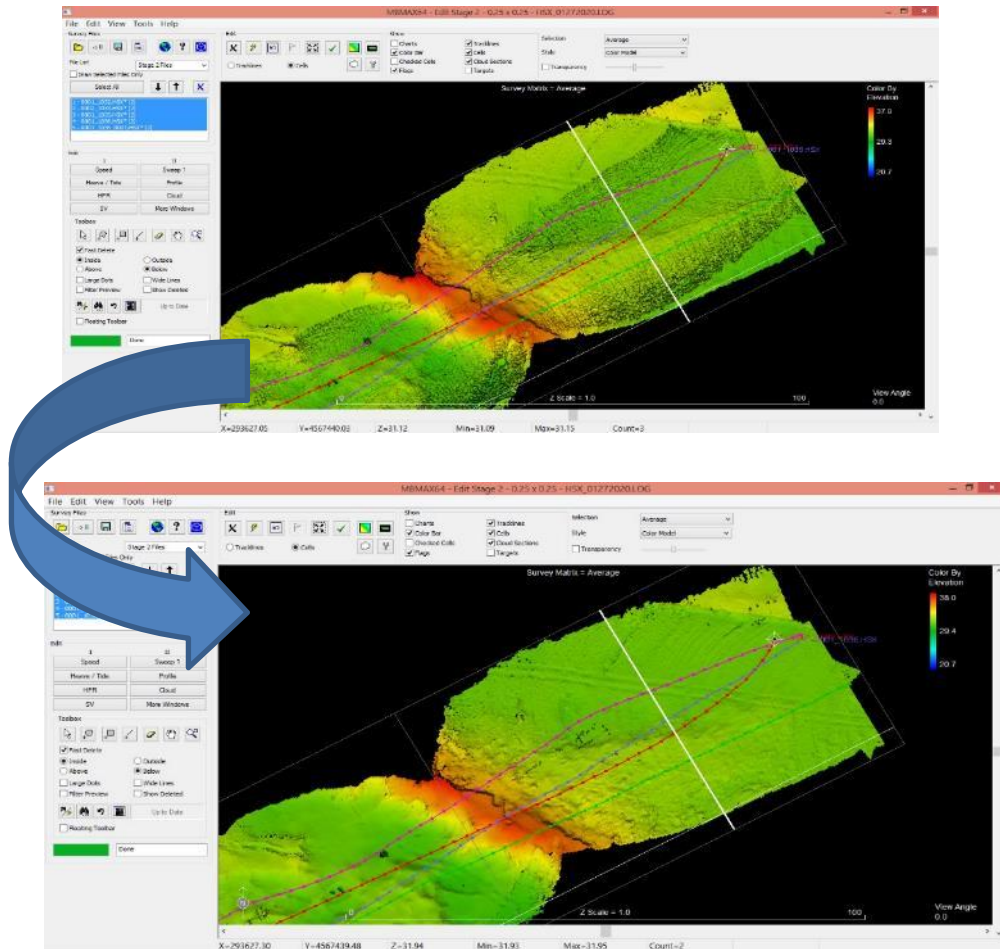 MBMAX64 - Edit Stage 2 - 0.25 x 0.25 - HSX_01272020.LOG
File Edit View Tools Help
Survey Files
File List
Stage 2 Files
Draw Selected Files Only
Select All
Edit
I II
Speed Sweep 1
Heave / Tide Profile
HPR Cloud
SV More Windows
Toolbox
Fast Delete
Inside Outside
Above Below
Large Dots Wide Lines
Filter Preview Show Deleted
Up to Date
Floating Toolbar
Done
Edit
Tracklines Cells
Show
Charts Tracklines
Color Bar Cells
Checked Cells Cloud Sections
Flags Targets
Selection Average
Style Color Model
Transparency
Survey Matrix = Average
Color By
Elevation
37.9
29.3
20.7
0 Z Scale = 1.0 100
View Angle
0.0
X=293627.05 Y=4567440.03 Z=31.12 Min=31.09 Max=31.15 Count=3
MBMAX64 - Edit Stage 2 - 0.25 x 0.25 - HSX_01272020.LOG
File Edit View Tools Help
Survey Files
Stage 2 Files
Only
Edit
I II
Speed Sweep 1
Heave / Tide Profile
HPR Cloud
SV More Windows
Toolbox
Fast Delete
Inside Outside
Above Below
Large Dots Wide Lines
Filter Preview Show Deleted
Up to Date
Floating Toolbar
Done
Edit
Tracklines Cells
Show
Charts Tracklines
Color Bar Cells
Checked Cells Cloud Sections
Flags Targets
Selection Average
Style Color Model
Transparency
Survey Matrix = Average
Color By
Elevation
38.0
29.4
20.7
0 Z Scale = 1.0 100
View Angle
0.0
X=293627.30 Y=4567439.48 Z=31.94 Min=31.93 Max=31.95 Count=2